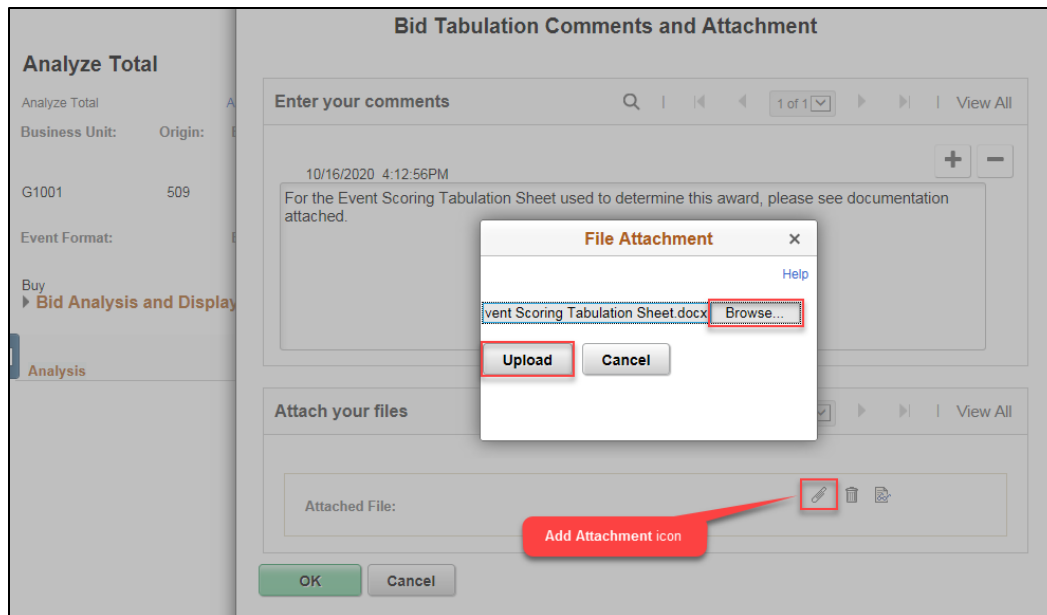 Bid Tabulation Comments and Attachment
Analyze Total
Analyze Total A
Business Unit: Origin: E
G1001 509
Event Format: E
Buy
Bid Analysis and Display
Analysis
Enter your comments 1 of 1 View All
10/16/2020 4:12:56PM
For the Event Scoring Tabulation Sheet used to determine this award, please see documentation
attached.
File Attachment
Help
vent Scoring Tabulation Sheet.docx Browse...
Upload Cancel
Attach your files View All
Attached File:
Add Attachment icon
OK Cancel